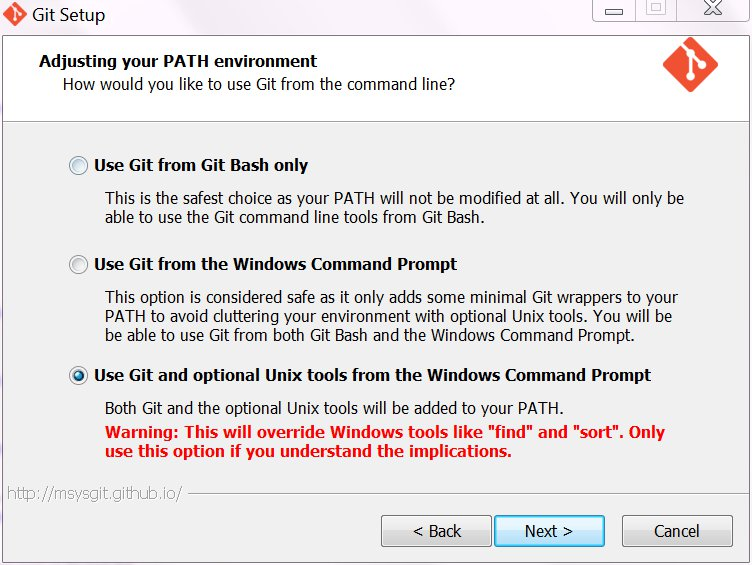 Git Setup
Adjusting your PATH environment
How would you like to use Git from the command line?
Use Git from Git Bash only
This is the safest choice as your PATH will not be modified at all. You will only be
able to use the Git command line tools from Git Bash.
Use Git from the Windows Command Prompt
This option is considered safe as it only adds some minimal Git wrappers to your
PATH to avoid cluttering your environment with optional Unix tools. You will be
be able to use Git from both Git Bash and the Windows Command Prompt.
Use Git and optional Unix tools from the Windows Command Prompt
Both Git and the optional Unix tools will be added to your PATH.
Warning: This will override Windows tools like "find" and "sort". Only
use this option if you understand the implications.
http://msysgit.github.io/
< Back
Next >
Cancel